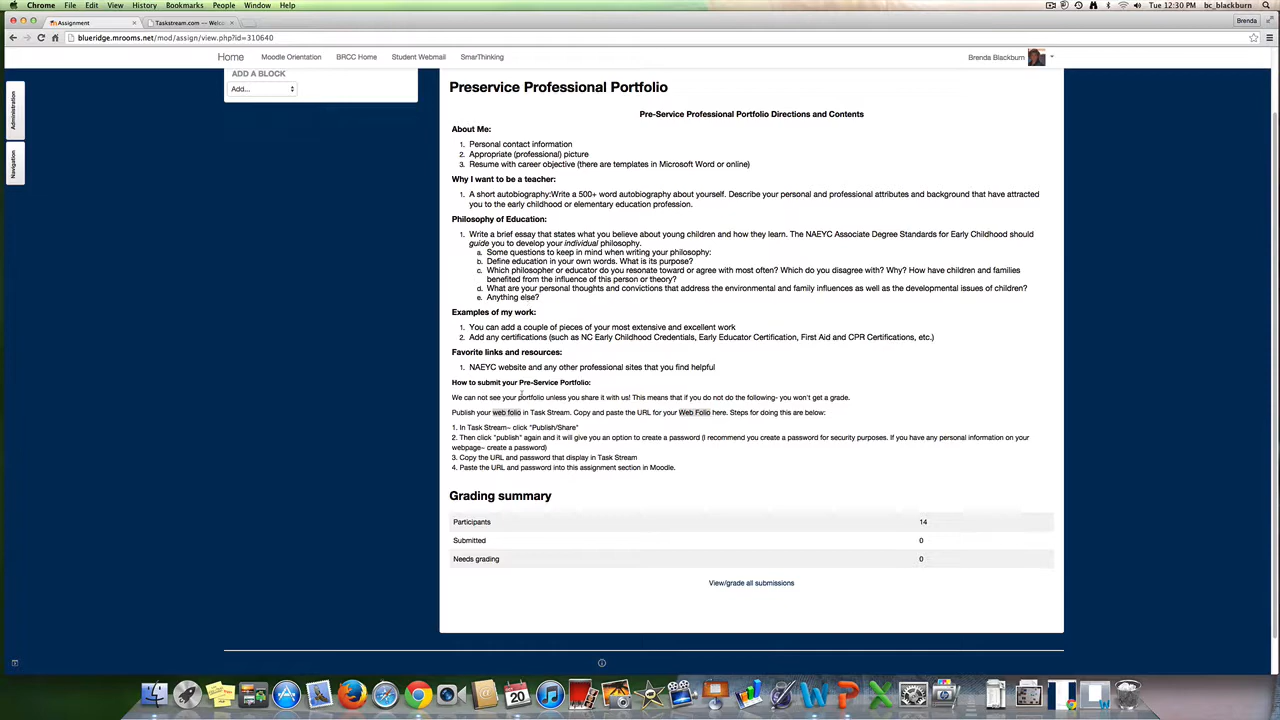 Chrome File Edit View History Bookmarks People Window Help Tue 12:30 PM bc_blackburn
Assignment Taskstream.com — Welco Brenda
blueridge.mrooms.net/mod/assign/view.php?id=310640
Home Moodle Orientation BRCC Home Student Webmail SmarThinking Brenda Blackburn
ADD A BLOCK
Add...
Administration
Navigation
Preservice Professional Portfolio
Pre-Service Professional Portfolio Directions and Contents
About Me:
1. Personal contact information
2. Appropriate (professional) picture
3. Resume with career objective (there are templates in Microsoft Word or online)
Why I want to be a teacher:
1. A short autobiography:Write a 500+ word autobiography about yourself. Describe your personal and professional attributes and background that have attracted
you to the early childhood or elementary education profession.
Philosophy of Education:
1. Write a brief essay that states what you believe about young children and how they learn. The NAEYC Associate Degree Standards for Early Childhood should
guide you to develop your individual philosophy.
a. Some questions to keep in mind when writing your philosophy:
b. Define education in your own words. What is its purpose?
c. Which philosopher or educator do you resonate toward or agree with most often? Which do you disagree with? Why? How have children and families
benefited from the influence of this person or theory?
d. What are your personal thoughts and convictions that address the environmental and family influences as well as the developmental issues of children?
e. Anything else?
Examples of my work:
1. You can add a couple of pieces of your most extensive and excellent work
2. Add any certifications (such as NC Early Childhood Credentials, Early Educator Certification, First Aid and CPR Certifications, etc.)
Favorite links and resources:
1. NAEYC website and any other professional sites that you find helpful
How to submit your Pre-Service Portfolio:
We can not see your portfolio unless you share it with us! This means that if you do not do the following- you won't get a grade.
Publish your web folio in Task Stream. Copy and paste the URL for your Web Folio here. Steps for doing this are below:
1. In Task Stream~ click "Publish/Share"
2. Then click "publish" again and it will give you an option to create a password (I recommend you create a password for security purposes. If you have any personal information on your
webpage~ create a password)
3. Copy the URL and password that display in Task Stream
4. Paste the URL and password into this assignment section in Moodle.
Grading summary
Participants 14
Submitted 0
Needs grading 0
View/grade all submissions